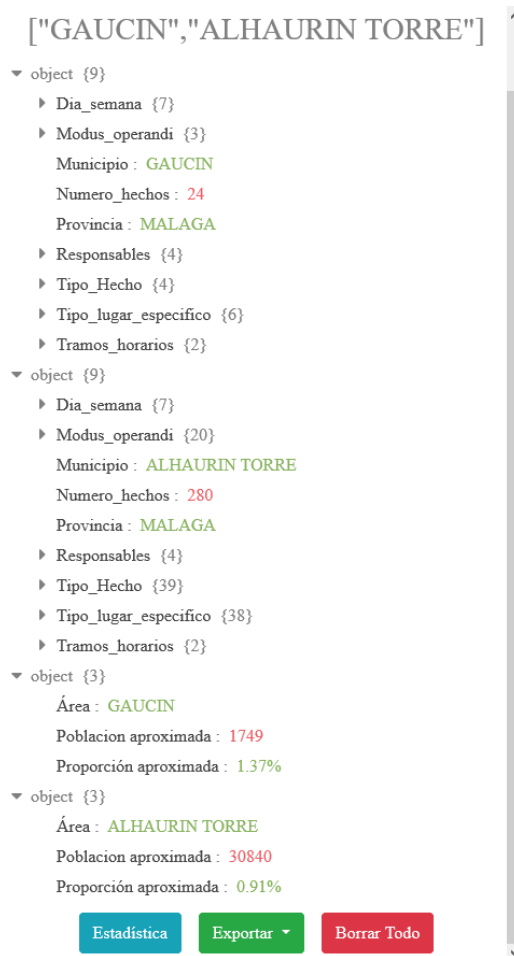 ["GAUCIN","ALHAURIN TORRE"]
object {9}
Dia_semana {7}
Modus_operandi {3}
Municipio : GAUCIN
Numero_hechos : 24
Provincia : MALAGA
Responsables {4}
Tipo_Hecho {4}
Tipo_lugar_especifico {6}
Tramos_horarios {2}
object {9}
Dia_semana {7}
Modus_operandi {20}
Municipio : ALHAURIN TORRE
Numero_hechos : 280
Provincia : MALAGA
Responsables {4}
Tipo_Hecho {39}
Tipo_lugar_especifico {38}
Tramos_horarios {2}
object {3}
Área : GAUCIN
Poblacion aproximada : 1749
Proporción aproximada : 1.37%
object {3}
Área : ALHAURIN TORRE
Poblacion aproximada : 30840
Proporción aproximada : 0.91%
Estadística Exportar Borrar Todo